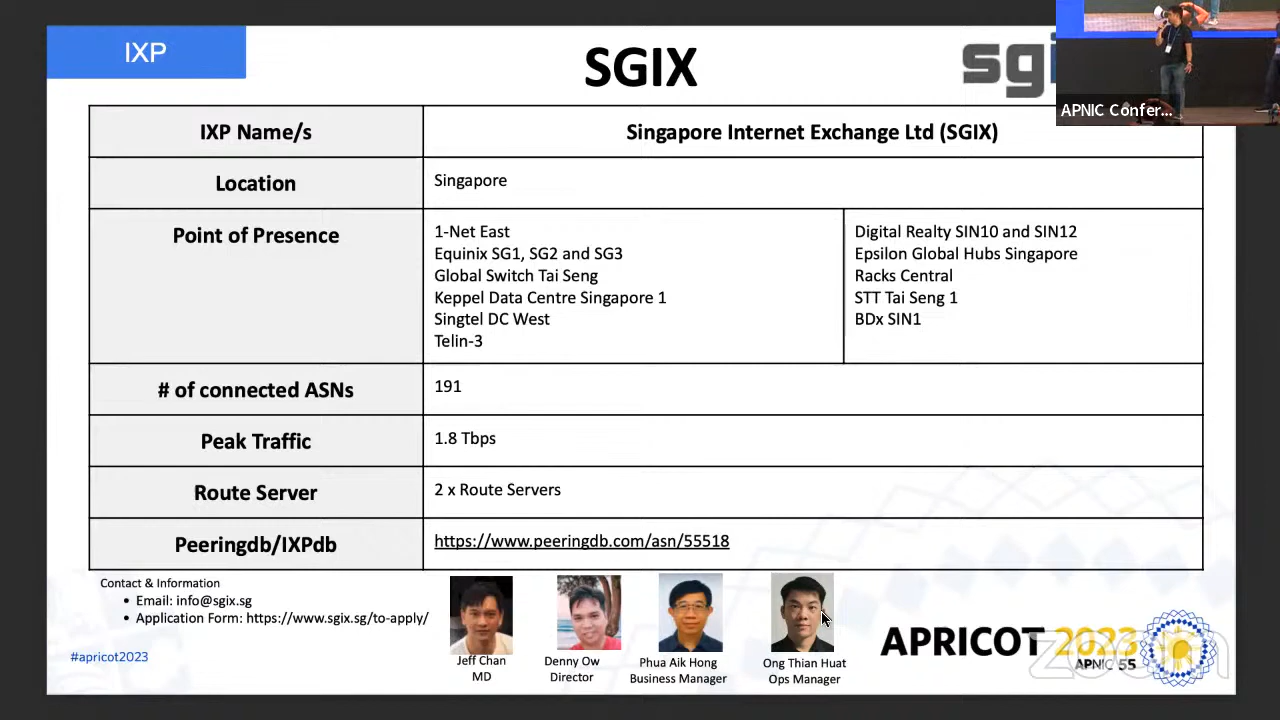 IXP
SGIX
sg
APNIC Confer...
IXP Name/s
Singapore Internet Exchange Ltd (SGIX)
Location
Singapore
Point of Presence
1-Net East
Equinix SG1, SG2 and SG3
Global Switch Tai Seng
Keppel Data Centre Singapore 1
Singtel DC West
Telin-3
Digital Realty SIN10 and SIN12
Epsilon Global Hubs Singapore
Racks Central
STT Tai Seng 1
BDx SIN1
# of connected ASNs
191
Peak Traffic
1.8 Tbps
Route Server
2 x Route Servers
Peeringdb/IXPdb
https://www.peeringdb.com/asn/55518
Contact & Information
• Email: info@sgix.sg
• Application Form: https://www.sgix.sg/to-apply/
#apricot2023
Jeff Chan
MD
Denny Ow
Director
Phua Aik Hong
Business Manager
Ong Thian Huat
Ops Manager
APRICOT 2023
APNIC 55
zoom